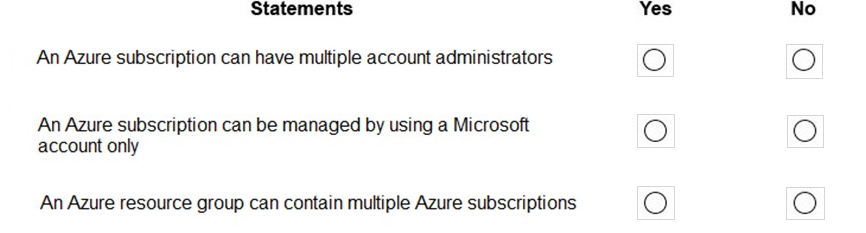 Statements Yes No
An Azure subscription can have multiple account administrators
An Azure subscription can be managed by using a Microsoft
account only
An Azure resource group can contain multiple Azure subscriptions